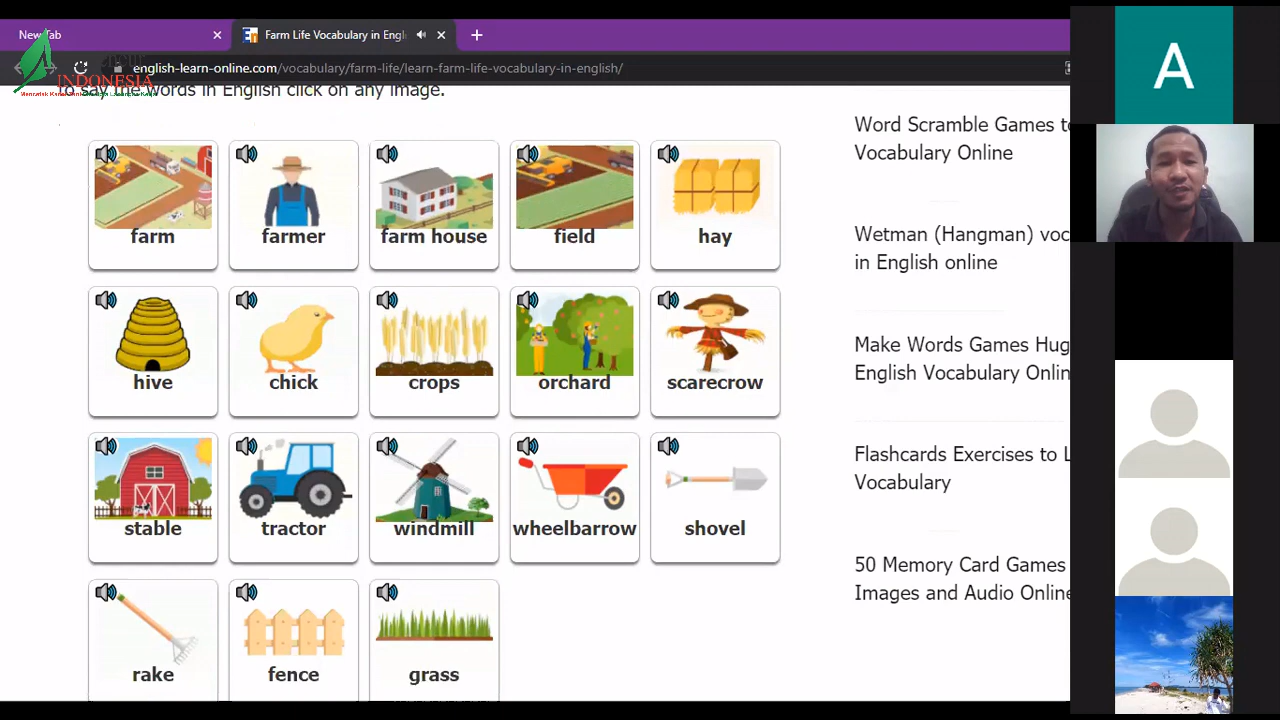 New Tab
Farm Life Vocabulary in Engl
english-learn-online.com/vocabulary/farm-life/learn-farm-life-vocabulary-in-english/
INDONESIA
to say the words in English click on any image.
farm
farmer
farm house
field
hay
hive
chick
crops
orchard
scarecrow
stable
tractor
windmill
wheelbarrow
shovel
rake
fence
grass
Word Scramble Games to
Vocabulary Online
Wetman (Hangman) voc
in English online
Make Words Games Hug
English Vocabulary Onlin
Flashcards Exercises to L
Vocabulary
50 Memory Card Games
Images and Audio Online
A